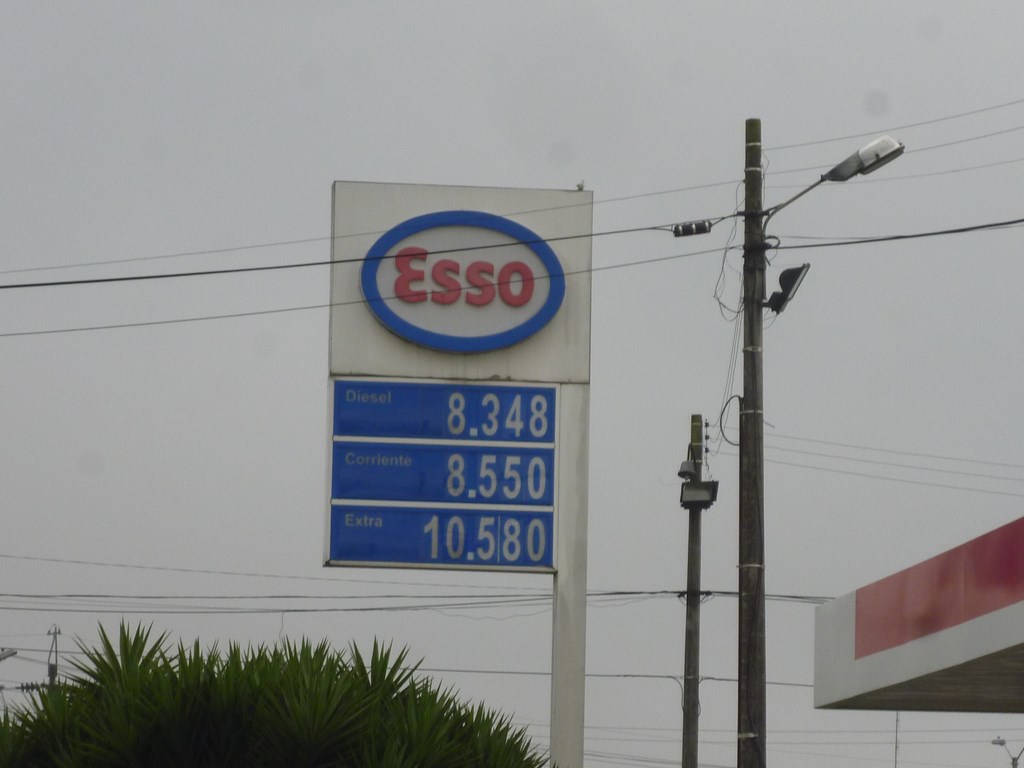 Esso
Diesel 8.348
Corriente 8.550
Extra 10.580